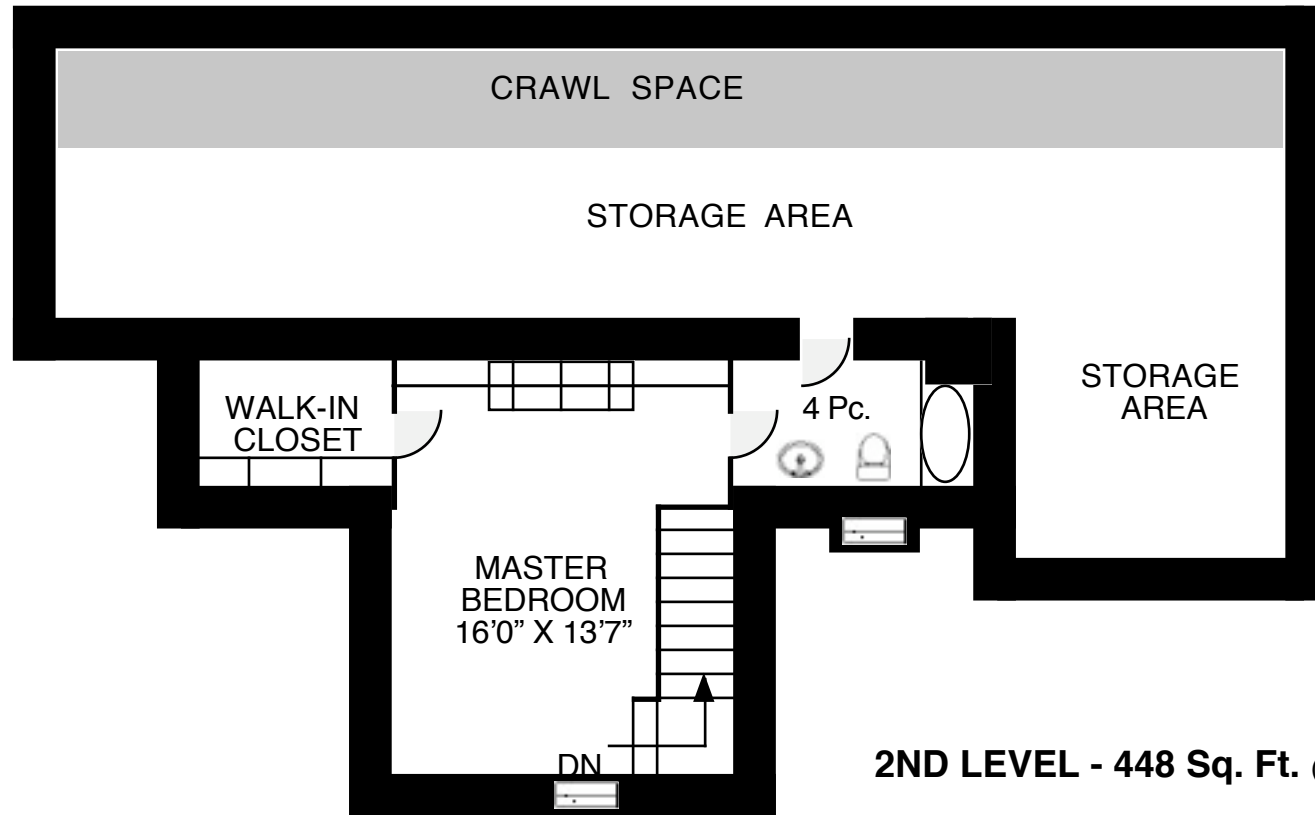 CRAWL SPACE
STORAGE AREA
STORAGE
AREA
WALK-IN
CLOSET
4 Pc.
MASTER
BEDROOM
16’0” X 13’7”
DN
2ND LEVEL - 448 Sq. Ft. (